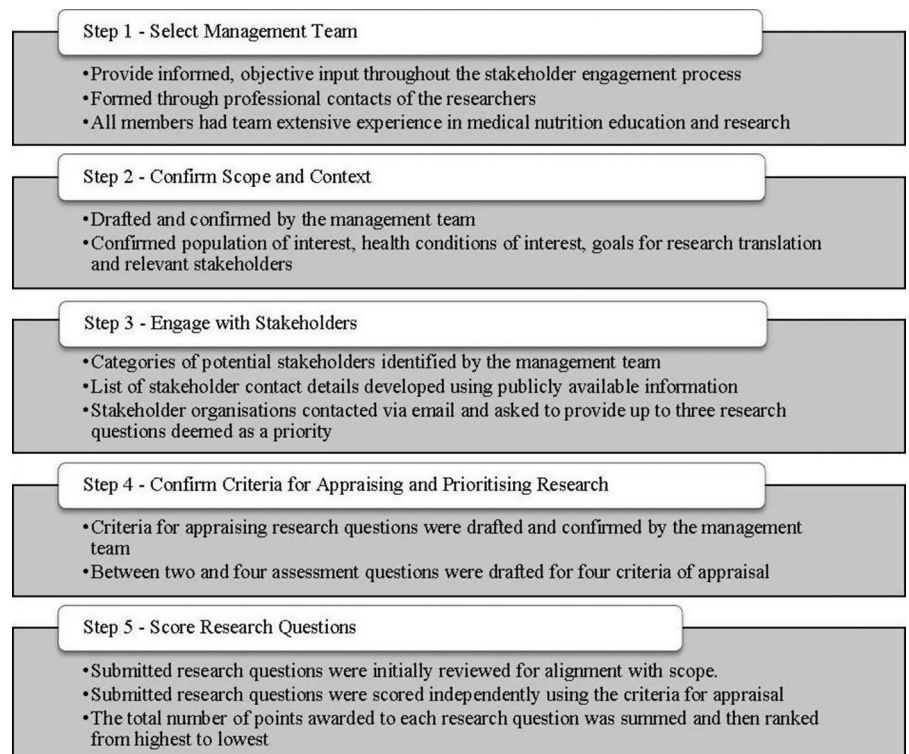 Step 1 - Select Management Team
•Provide informed, objective input throughout the stakeholder engagement process
•Formed through professional contacts of the researchers
•All members had team extensive experience in medical nutrition education and research
Step 2 - Confirm Scope and Context
•Drafted and confirmed by the management team
•Confirmed population of interest, health conditions of interest, goals for research translation
and relevant stakeholders
Step 3 - Engage with Stakeholders
•Categories of potential stakeholders identified by the management team
•List of stakeholder contact details developed using publicly available information
•Stakeholder organisations contacted via email and asked to provide up to three research
questions deemed as a priority
Step 4 - Confirm Criteria for Appraising and Prioritising Research
•Criteria for appraising research questions were drafted and confirmed by the management
team
•Between two and four assessment questions were drafted for four criteria of appraisal
Step 5 - Score Research Questions
•Submitted research questions were initially reviewed for alignment with scope.
•Submitted research questions were scored independently using the criteria for appraisal
•The total number of points awarded to each research question was summed and then ranked
from highest to lowest